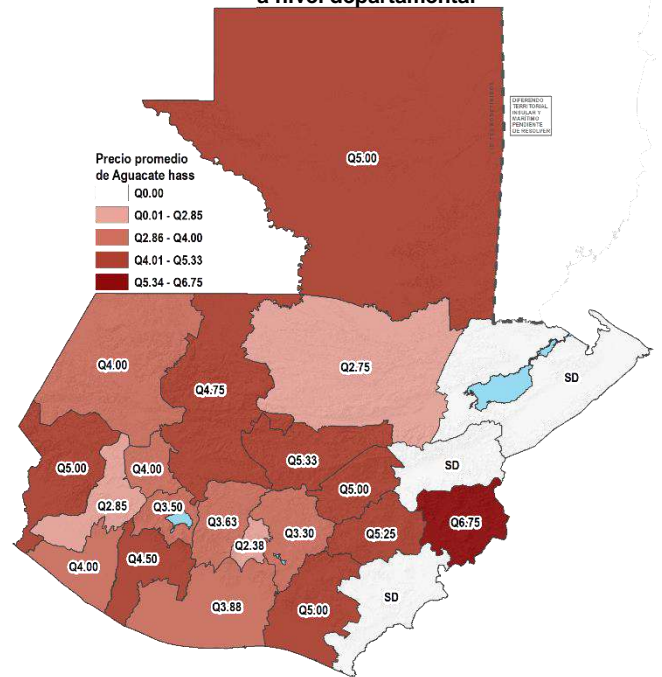 a nivel departamental
DIFERENDO
TERRITORIAL
INSULAR Y
MARÍTIMO
PENDIENTE
DE RESOLVER
Q5.00
Precio promedio
de Aguacate hass
Q0.00
Q0.01 - Q2.85
Q2.86 - Q4.00
Q4.01 - Q5.33
Q5.34 - Q6.75
Q4.00
Q4.75
Q2.75
SD
Q5.00
Q4.00
Q5.33
SD
Q5.00
Q2.85
Q3.50
Q3.63
Q3.30
Q5.25
Q6.75
Q2.38
Q4.00
Q4.50
Q3.88
Q5.00
SD